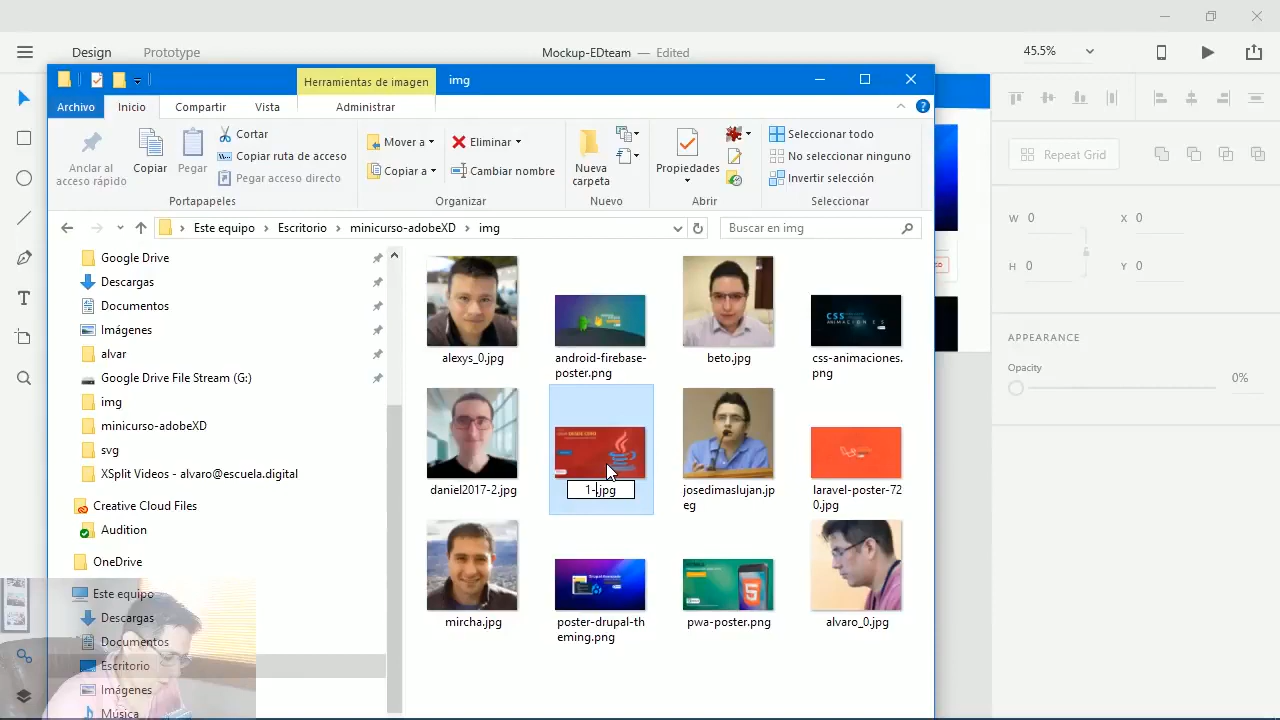 Design
Prototype
Mockup-EDteam — Edited
45.5%
Herramientas de imagen
img
Archivo
Inicio
Compartir
Vista
Administrar
Anclar al
acceso rápido
Copiar
Pegar
Cortar
Copiar ruta de acceso
Pegar acceso directo
Portapapeles
Mover a
Copiar a
Eliminar
Cambiar nombre
Organizar
Nueva
carpeta
Nuevo
Propiedades
Abrir
Seleccionar todo
No seleccionar ninguno
Invertir selección
Seleccionar
Repeat Grid
Este equipo
Escritorio
minicurso-adobeXD
img
Buscar en img
W 0
X 0
H 0
Y 0
APPEARANCE
Opacity
0%
Google Drive
Descargas
Documentos
Imágenes
alvar
Google Drive File Stream (G:)
img
minicurso-adobeXD
svg
XSplit Videos - alvaro@escuela.digital
Creative Cloud Files
Audition
OneDrive
Este equipo
Descargas
Documentos
Escritorio
Imágenes
Música
alexys_0.jpg
android-firebase-
poster.png
beto.jpg
CSS
ANIMACIONES
css-animaciones.
png
daniel2017-2.jpg
1-.jpg
josedimaslujan.jp
eg
laravel-poster-72
0.jpg
mircha.jpg
poster-drupal-th
eming.png
pwa-poster.png
alvaro_0.jpg